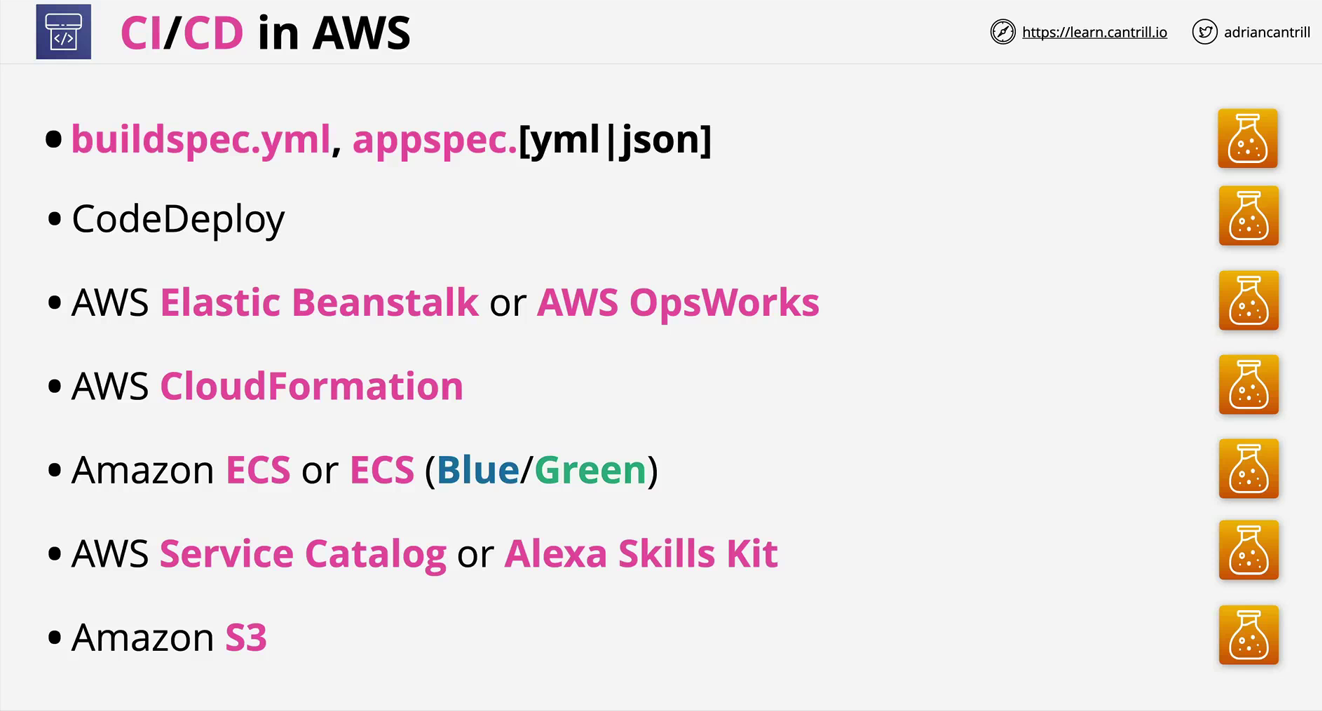 CI/CD in AWS
https://learn.cantrill.io
adriancantrill
• buildspec.yml, appspec.[yml|json]
• CodeDeploy
• AWS Elastic Beanstalk or AWS OpsWorks
• AWS CloudFormation
• Amazon ECS or ECS (Blue/Green)
• AWS Service Catalog or Alexa Skills Kit
• Amazon S3